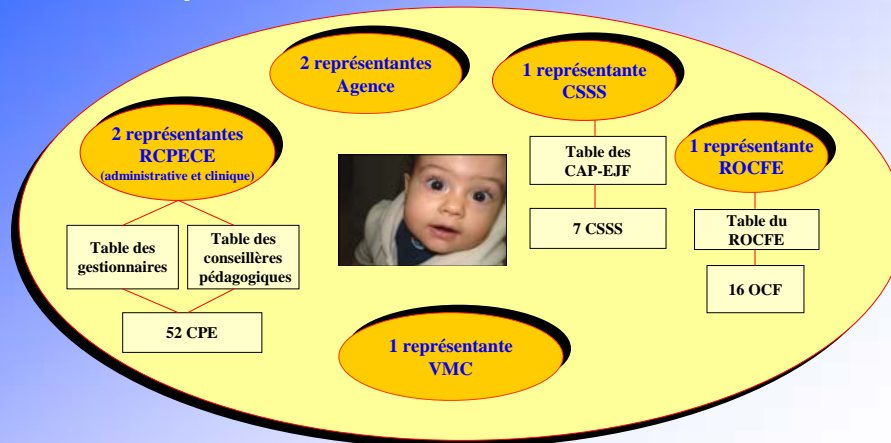 2 représentantes
Agence
1 représentante
CSSS
2 représentantes
RCPECE
(administrative et clinique)
1 représentante
ROCFE
Table des
CAP-EJF
7 CSSS
Table du
ROCFE
16 OCF
Table des
gestionnaires
Table des
conseillères
pédagogiques
52 CPE
1 représentante
VMC